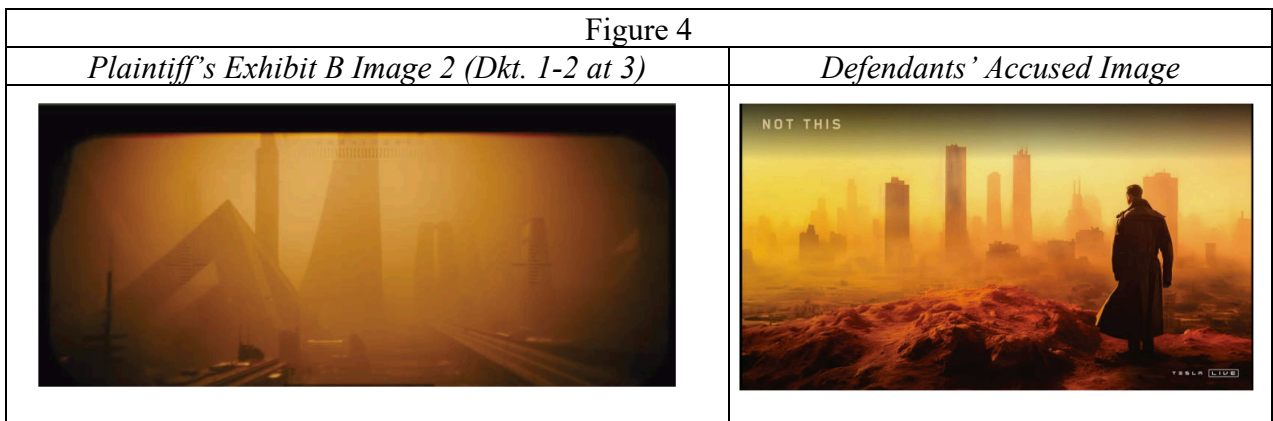 Figure 4
Plaintiff’s Exhibit B Image 2 (Dkt. 1-2 at 3)
Defendants’ Accused Image
NOT THIS
TESLA LIVE